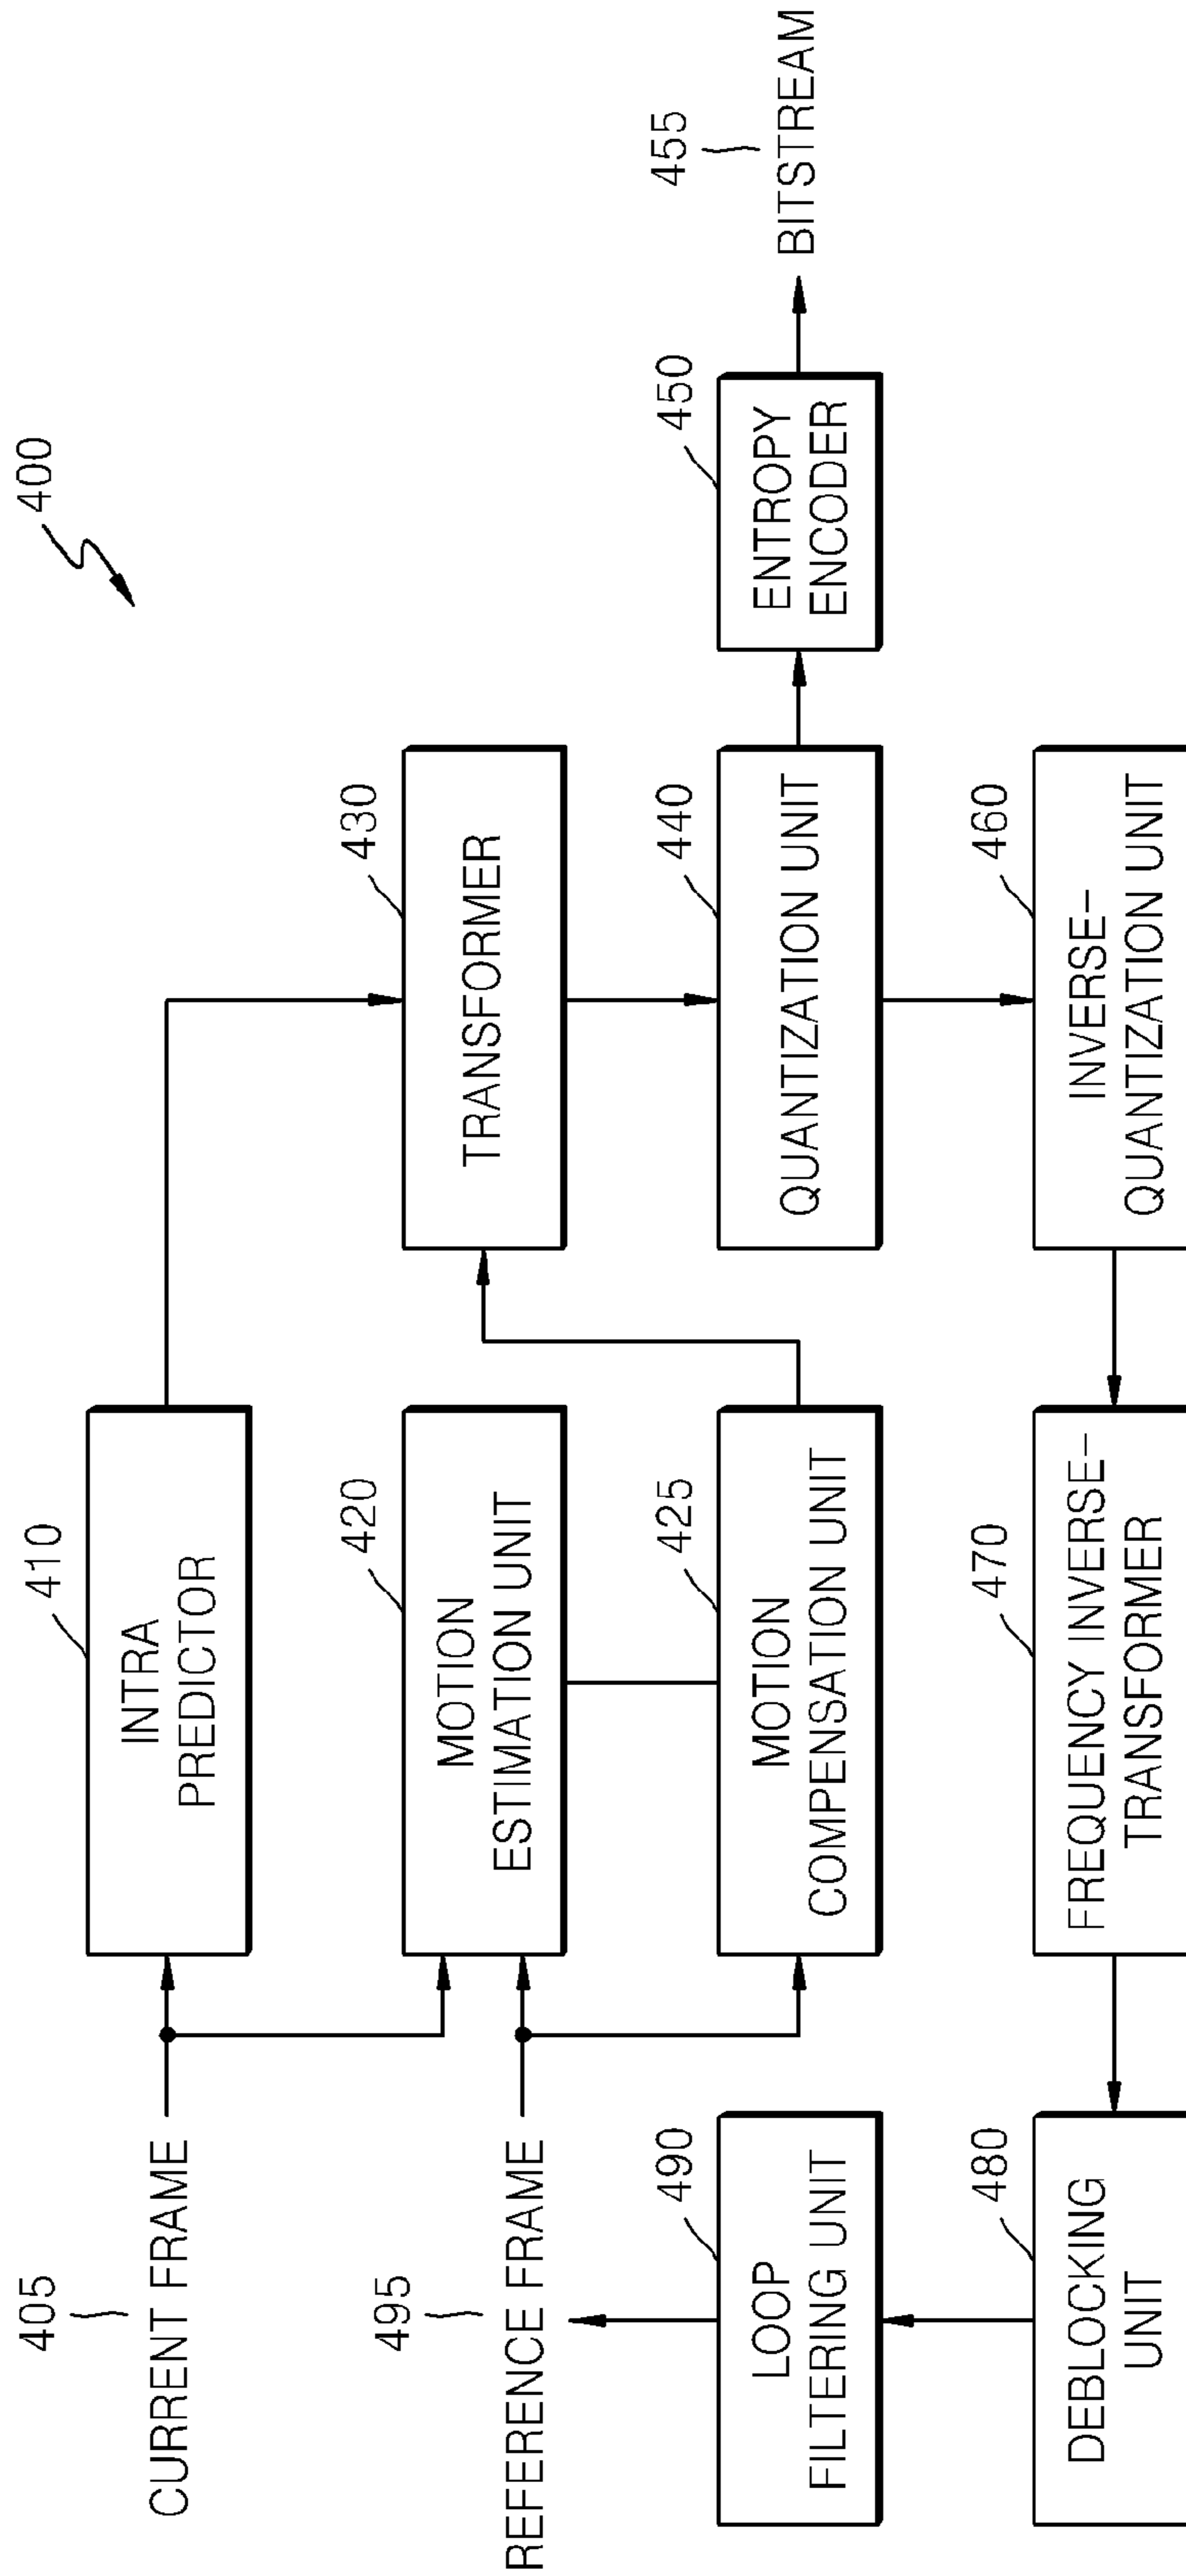 400
405
CURRENT FRAME
410
INTRA
PREDICTOR
495
REFERENCE FRAME
420
MOTION
ESTIMATION UNIT
430
TRANSFORMER
490
LOOP
FILTERING UNIT
425
MOTION
COMPENSATION UNIT
440
QUANTIZATION UNIT
450
ENTROPY
ENCODER
455
BITSTREAM
480
DEBLOCKING
UNIT
470
FREQUENCY INVERSE-
TRANSFORMER
460
INVERSE-
QUANTIZATION UNIT